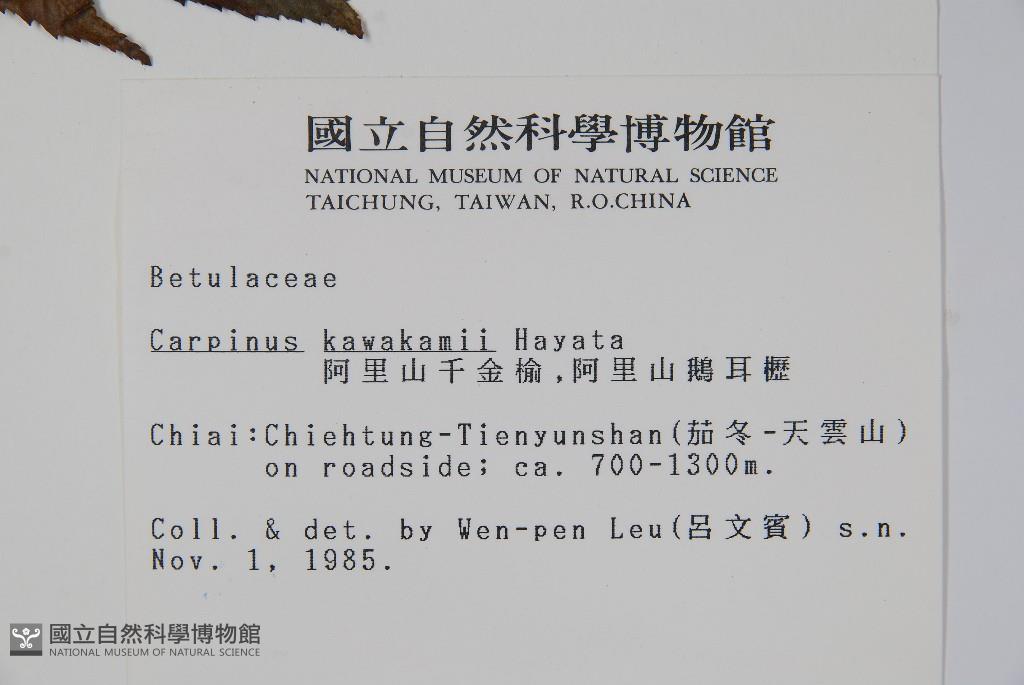 國立自然科學博物館
NATIONAL MUSEUM OF NATURAL SCIENCE
TAICHUNG, TAIWAN, R.O.CHINA
Betulaceae
Carpinus kawakamii Hayata
阿里山千金榆,阿里山鵝耳櫪
Chiai:Chiehtung-Tienyunshan(茄冬-天雲山)
on roadside; ca. 700-1300m.
Coll. & det. by Wen-pen Leu(呂文賓) s.n.
Nov. 1, 1985.
國立自然科學博物館
NATIONAL MUSEUM OF NATURAL SCIENCE